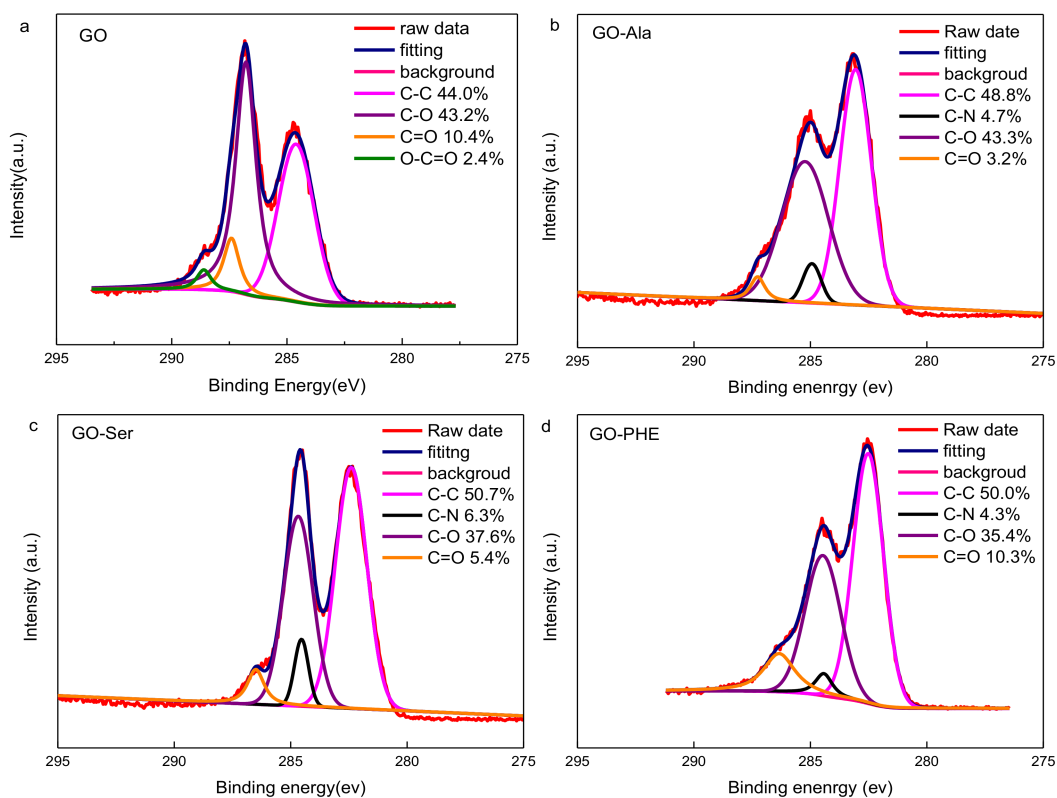 a
GO
raw data
fitting
background
C-C 44.0%
C-O 43.2%
C=O 10.4%
O-C=O 2.4%
Intensity(a.u.)
295
290
285
280
275
Binding Energy(eV)
b
GO-Ala
Raw date
fitting
backgroud
C-C 48.8%
C-N 4.7%
C-O 43.3%
C=O 3.2%
Intensity (a.u.)
295
290
285
280
275
Binding enenrgy (ev)
c
GO-Ser
Raw date
fititng
backgroud
C-C 50.7%
C-N 6.3%
C-O 37.6%
C=O 5.4%
Intensity (a.u.)
295
290
285
280
275
Binding energy(ev)
d
GO-PHE
Raw date
fitting
backgroud
C-C 50.0%
C-N 4.3%
C-O 35.4%
C=O 10.3%
Intensity (a.u.)
295
290
285
280
275
Binding enenrgy (ev)